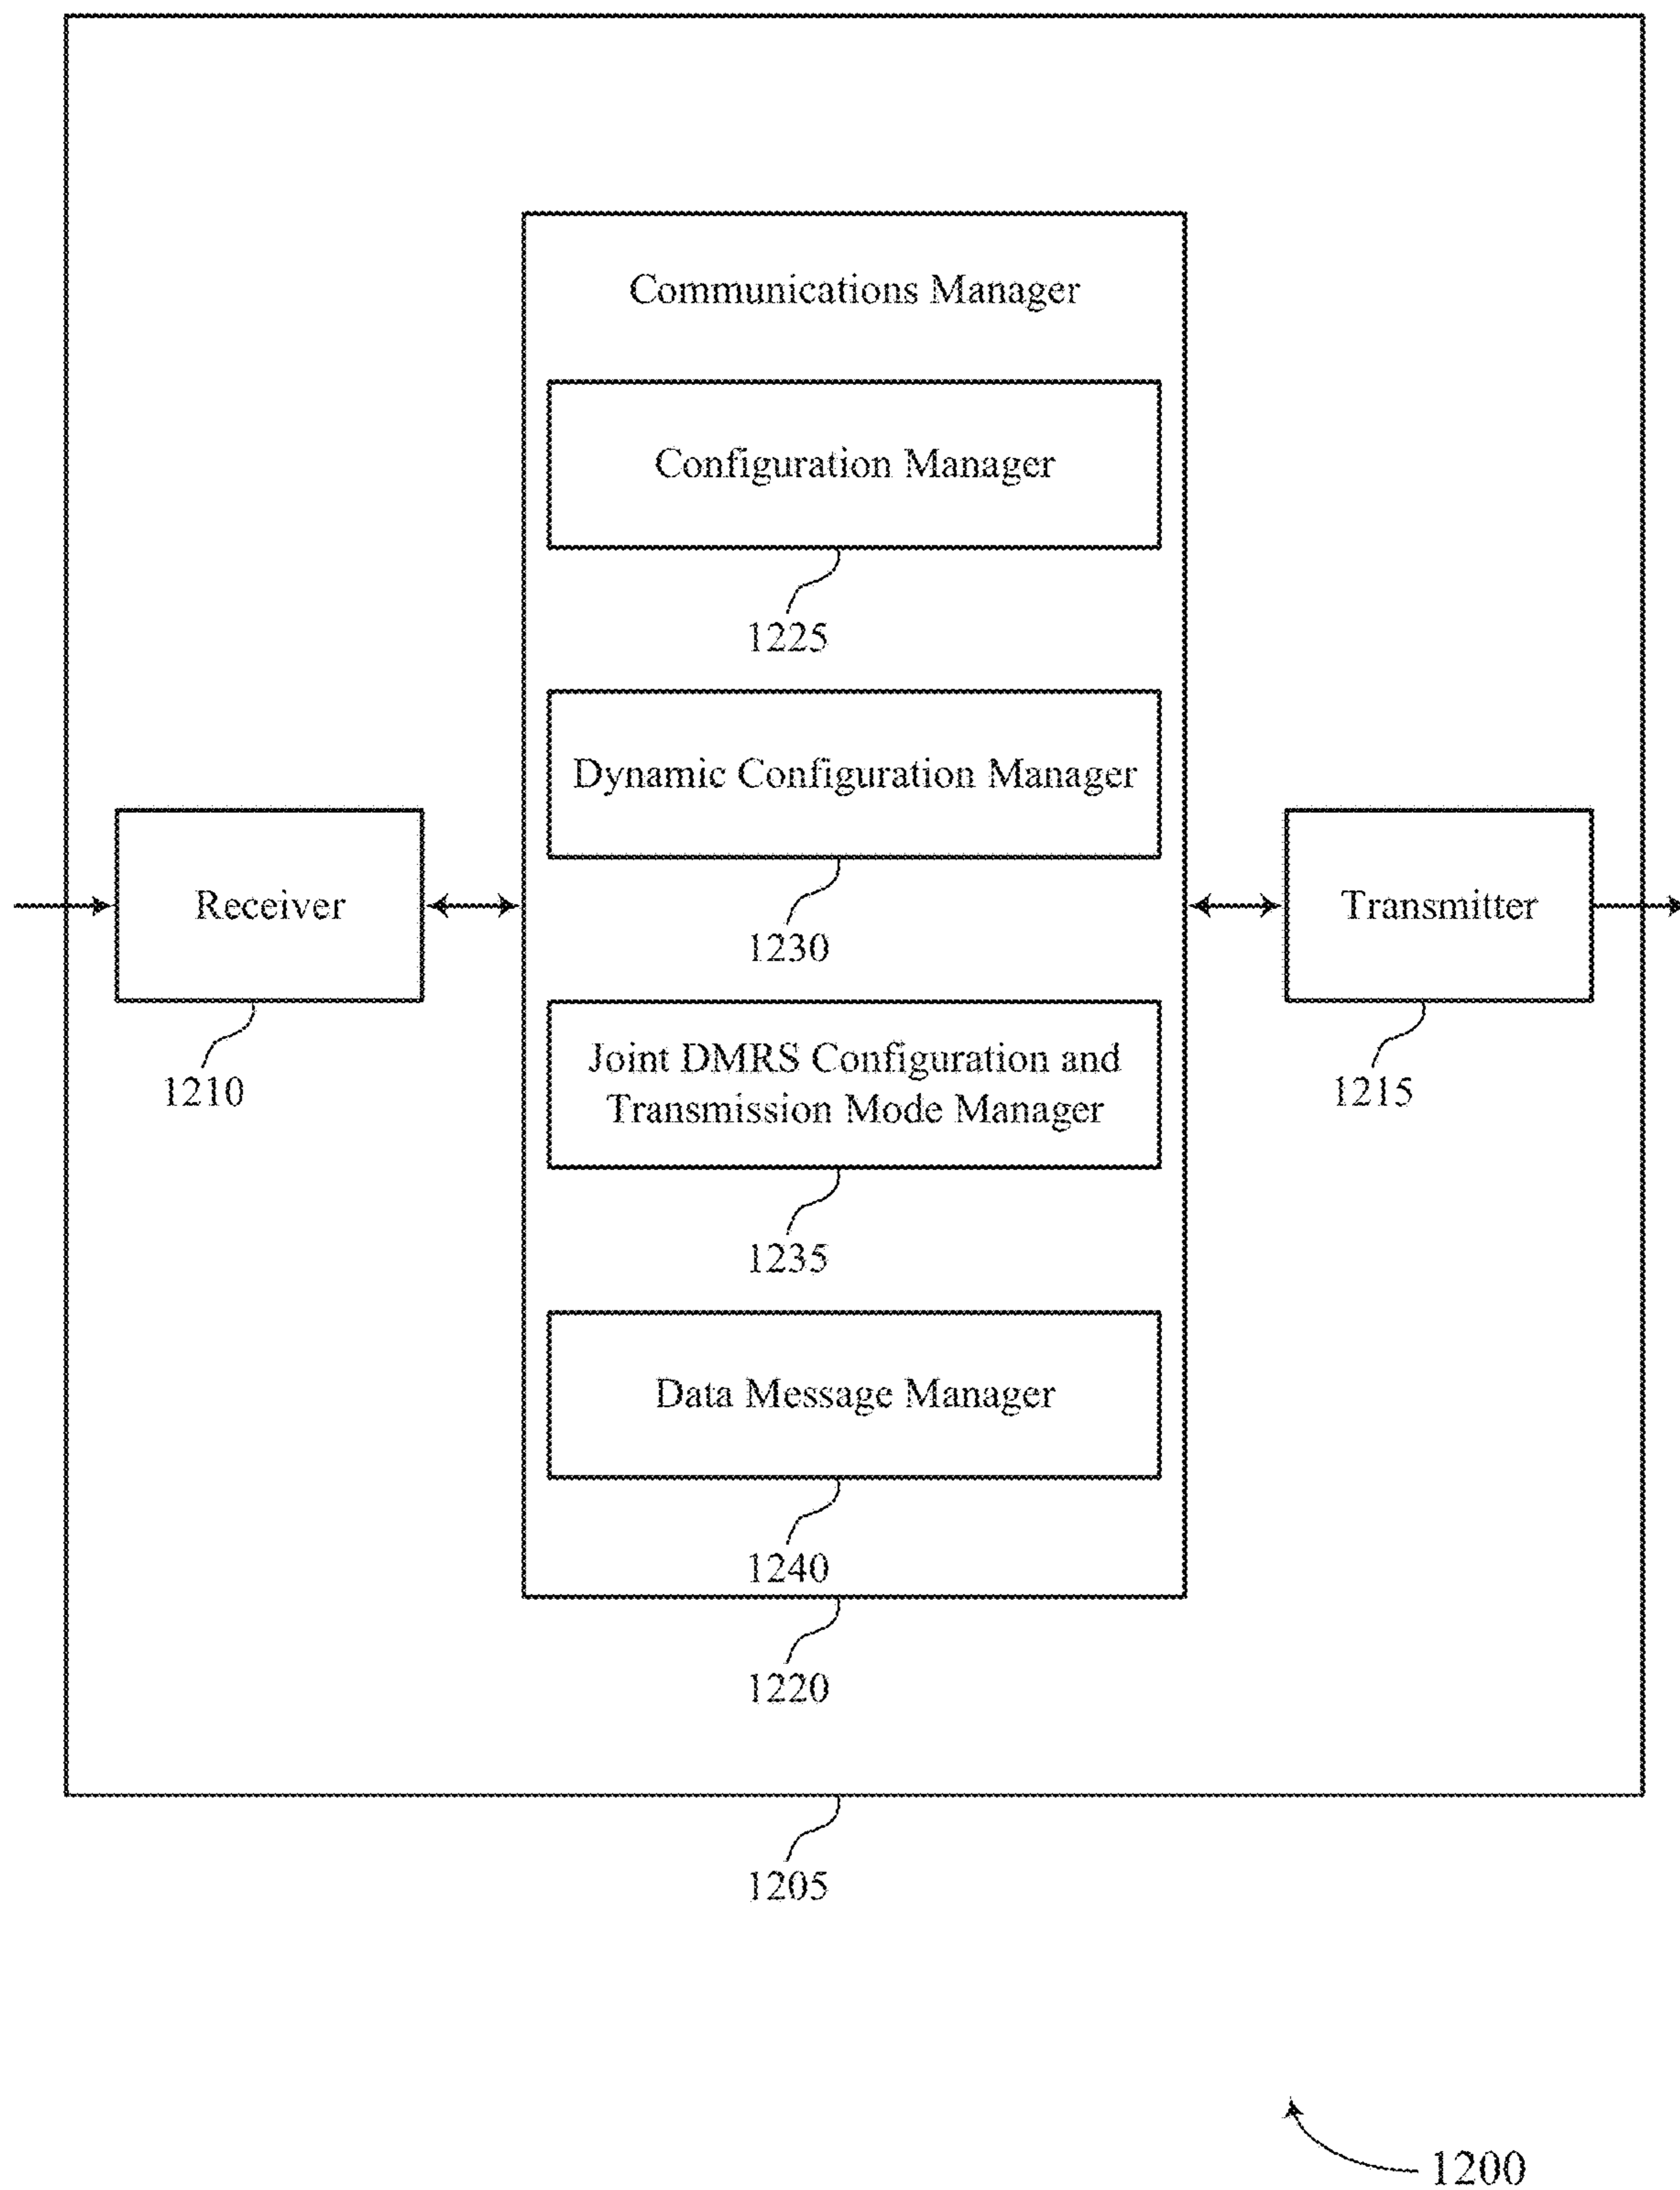 Communications Manager
Configuration Manager
1225
Dynamic Configuration Manager
1230
Receiver
1210
Transmitter
1215
Joint DMRS Configuration and
Transmission Mode Manager
1235
Data Message Manager
1240
1220
1205
1200